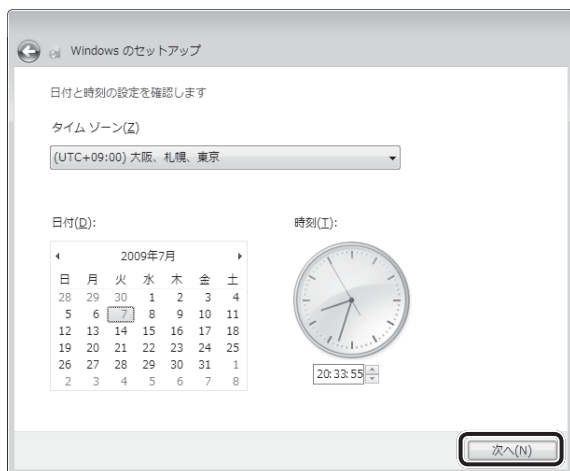 Windows のセットアップ
日付と時刻の設定を確認します
タイム ゾーン(Z)
(UTC+09:00) 大阪、札幌、東京
日付(D):
時刻(T):
2009年7月
日 月 火 水 木 金 土
28 29 30 1 2 3 4
5 6 7 8 9 10 11
12 13 14 15 16 17 18
19 20 21 22 23 24 25
26 27 28 29 30 31 1
2 3 4 5 6 7 8
20:33:55
次へ(N)